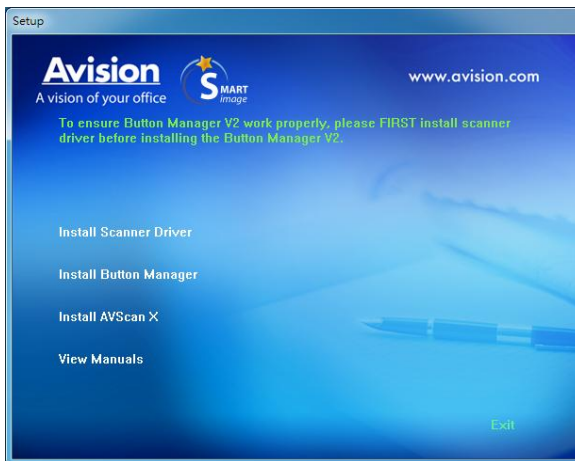 Setup
Avision
A vision of your office
SMART
Image
www.avision.com
To ensure Button Manager V2 work properly, please FIRST install scanner
driver before installing the Button Manager V2.
Install Scanner Driver
Install Button Manager
Install AVScan X
View Manuals
Exit